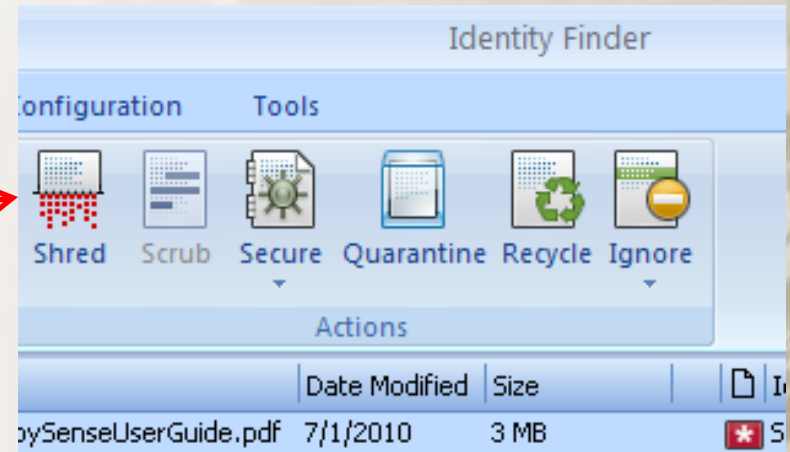 Identity Finder
onfiguration Tools
Shred Scrub Secure Quarantine Recycle Ignore
Actions
Date Modified Size
pySenseUserGuide.pdf 7/1/2010 3 MB